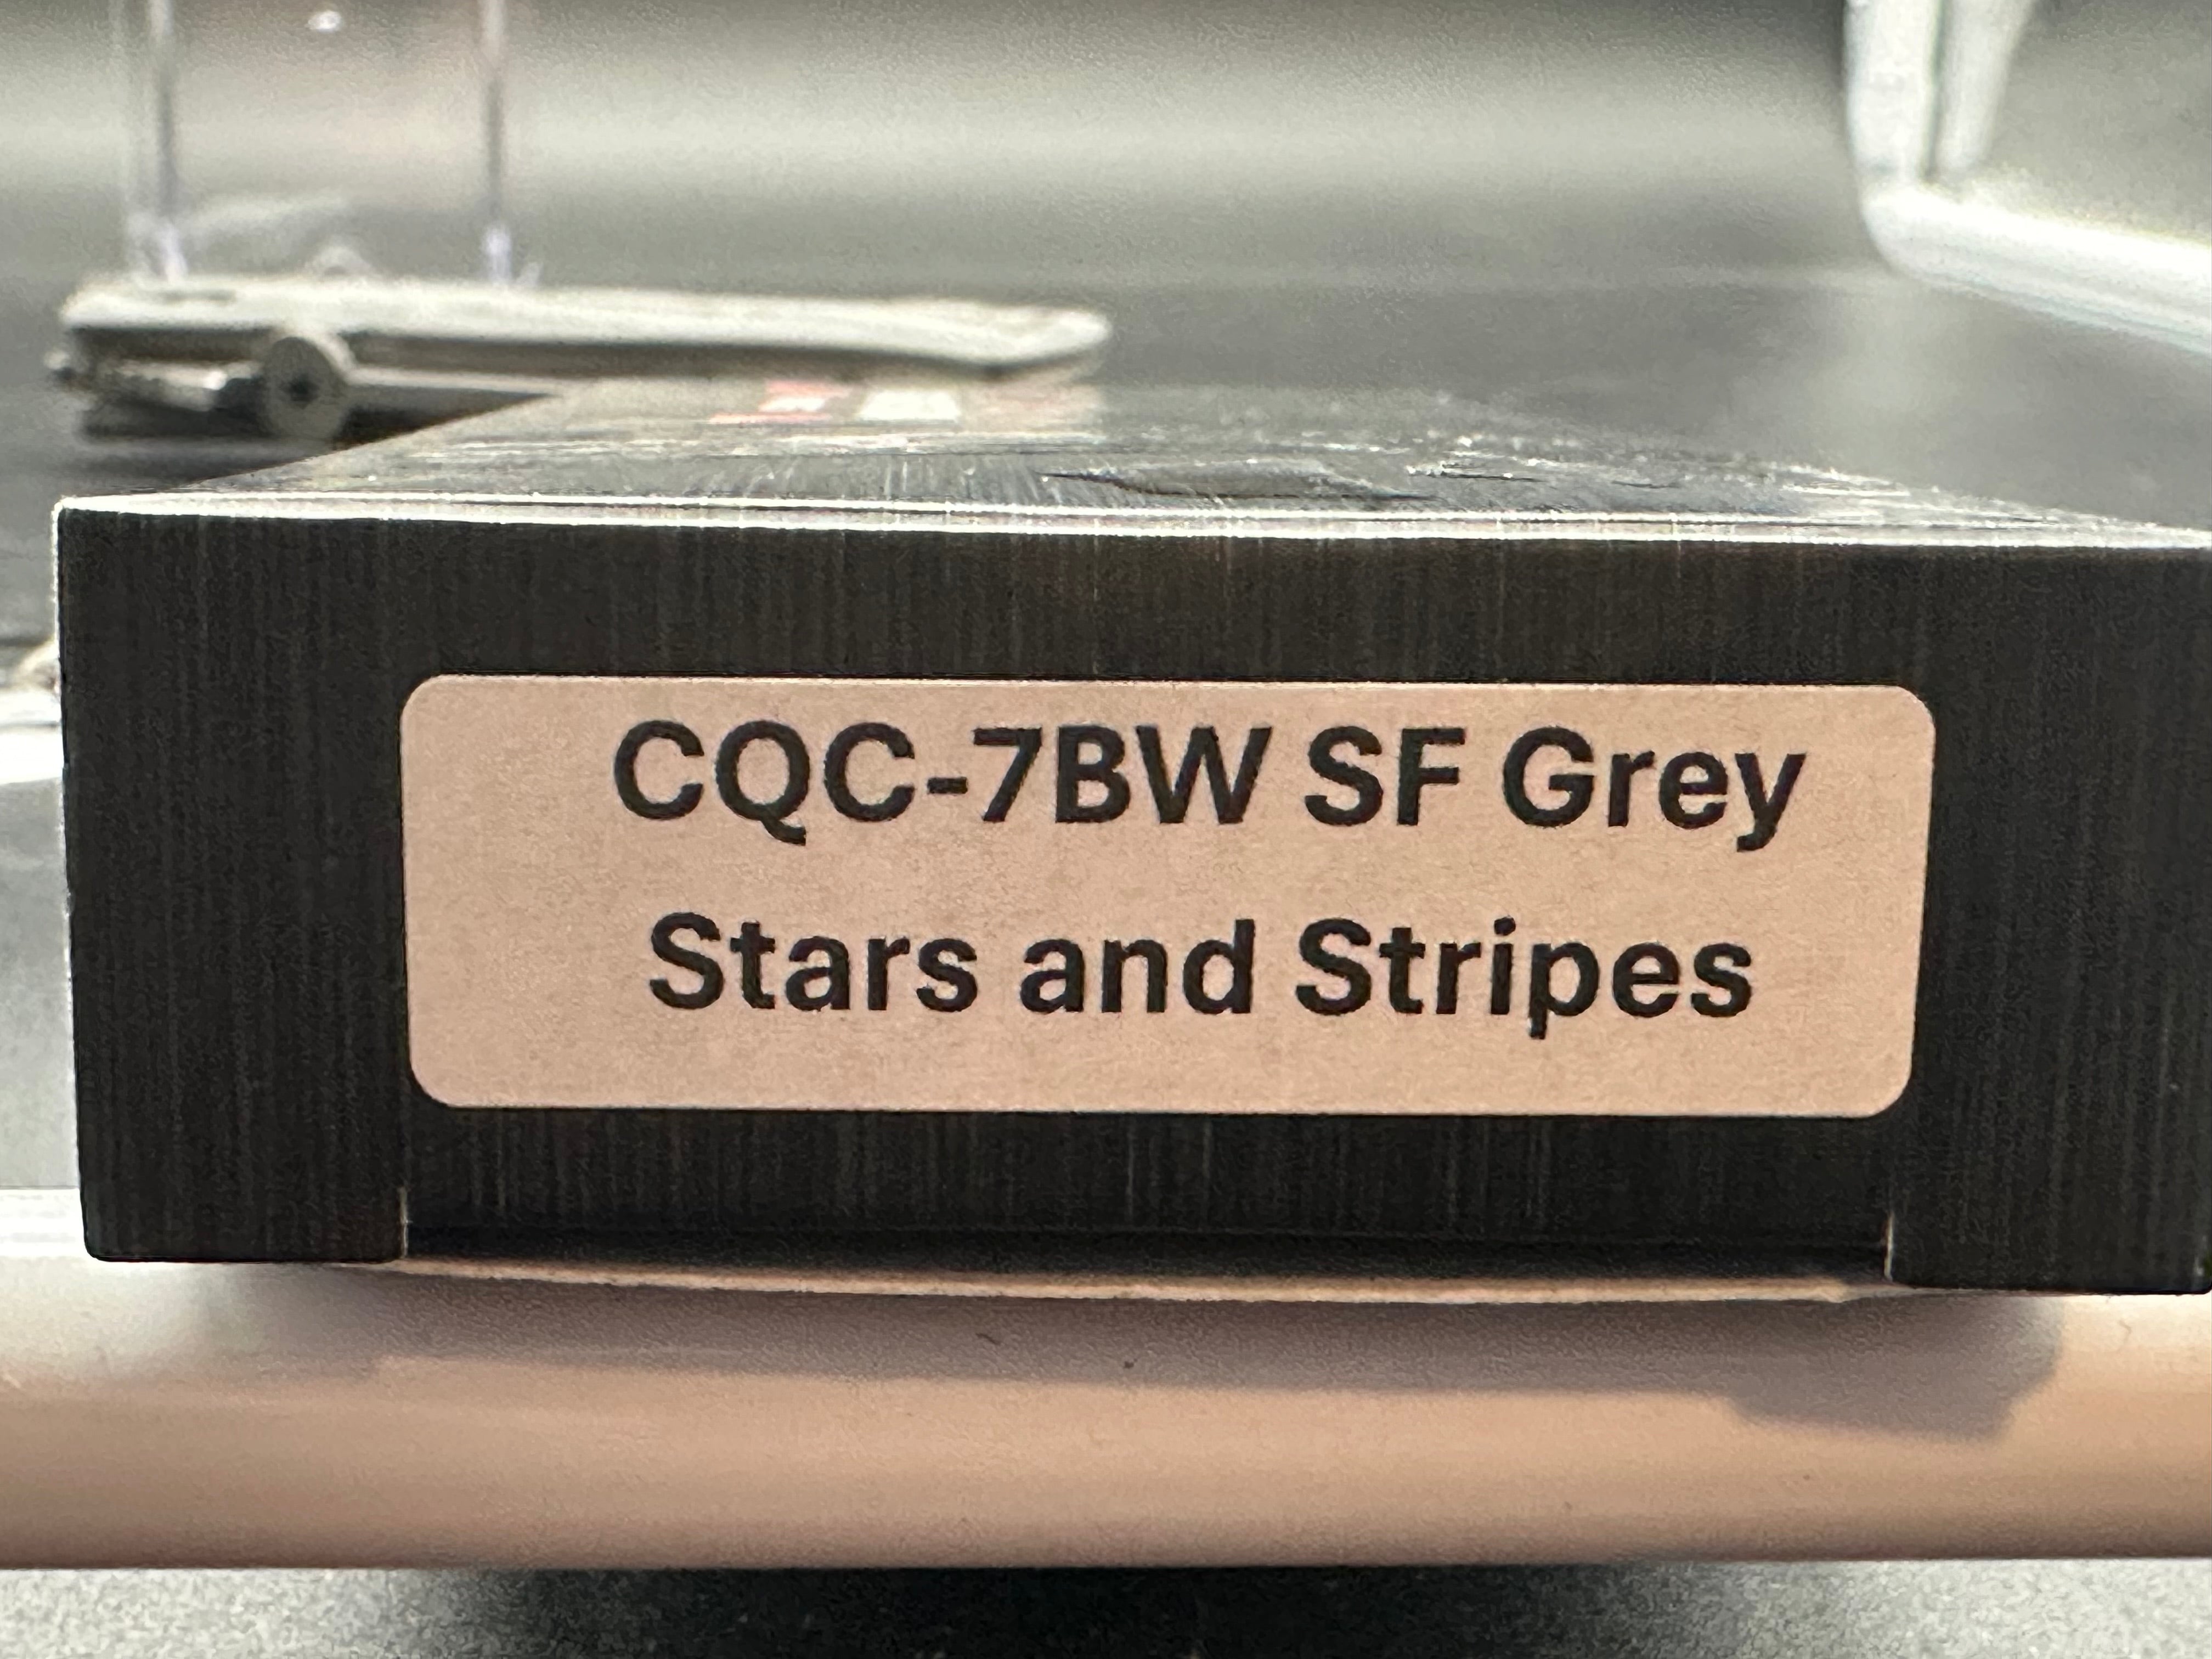 CQC-7BW SF Grey
Stars and Stripes